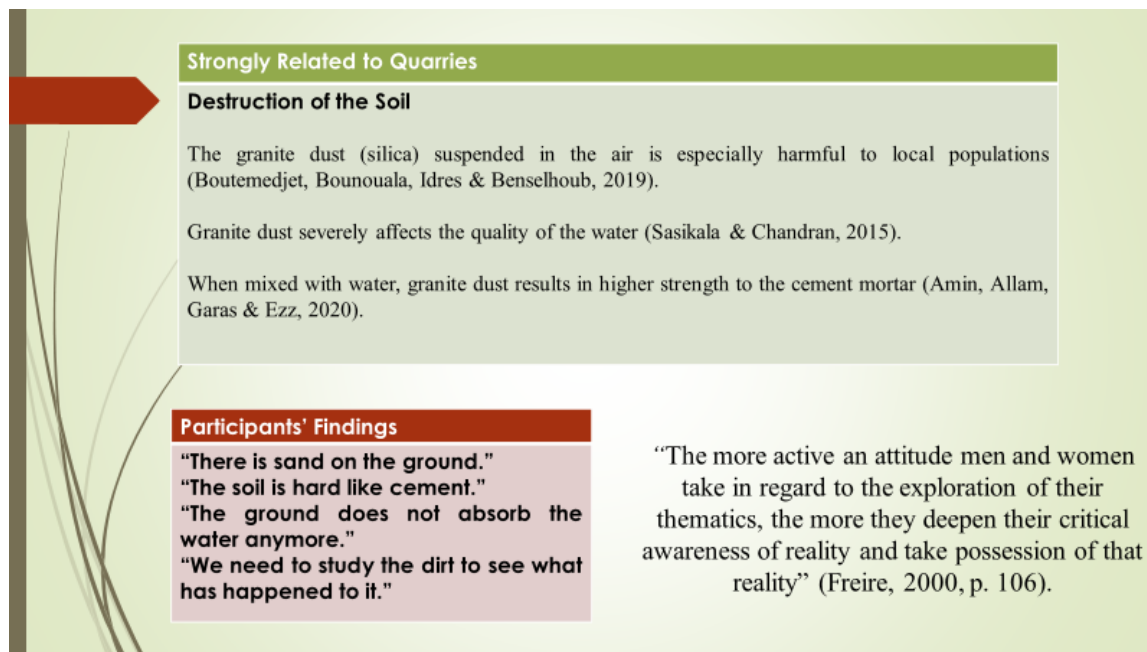 Strongly Related to Quarries
Destruction of the Soil
The granite dust (silica) suspended in the air is especially harmful to local populations
(Boutemedjet, Bounouala, Idres & Benselhoub, 2019).
Granite dust severely affects the quality of the water (Sasikala & Chandran, 2015).
When mixed with water, granite dust results in higher strength to the cement mortar (Amin, Allam,
Garas & Ezz, 2020).
Participants' Findings
“There is sand on the ground.”
“The soil is hard like cement.”
“The ground does not absorb the
water anymore.”
“We need to study the dirt to see what
has happened to it.”
“The more active an attitude men and women
take in regard to the exploration of their
thematics, the more they deepen their critical
awareness of reality and take possession of that
reality” (Freire, 2000, p. 106).